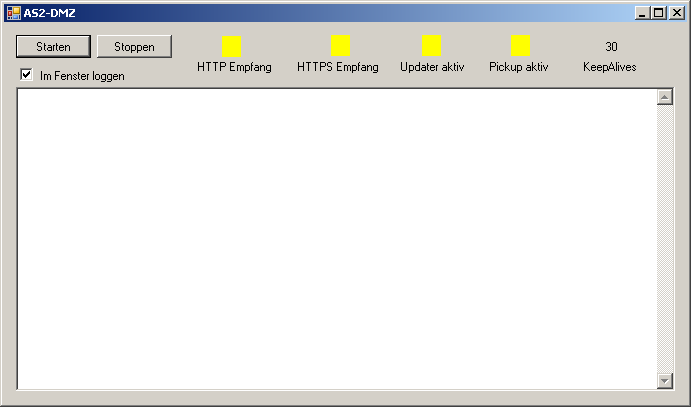 AS2-DMZ
Starten Stoppen 30
HTTP Empfang HTTPS Empfang Updater aktiv Pickup aktiv KeepAlives
Im Fenster loggen